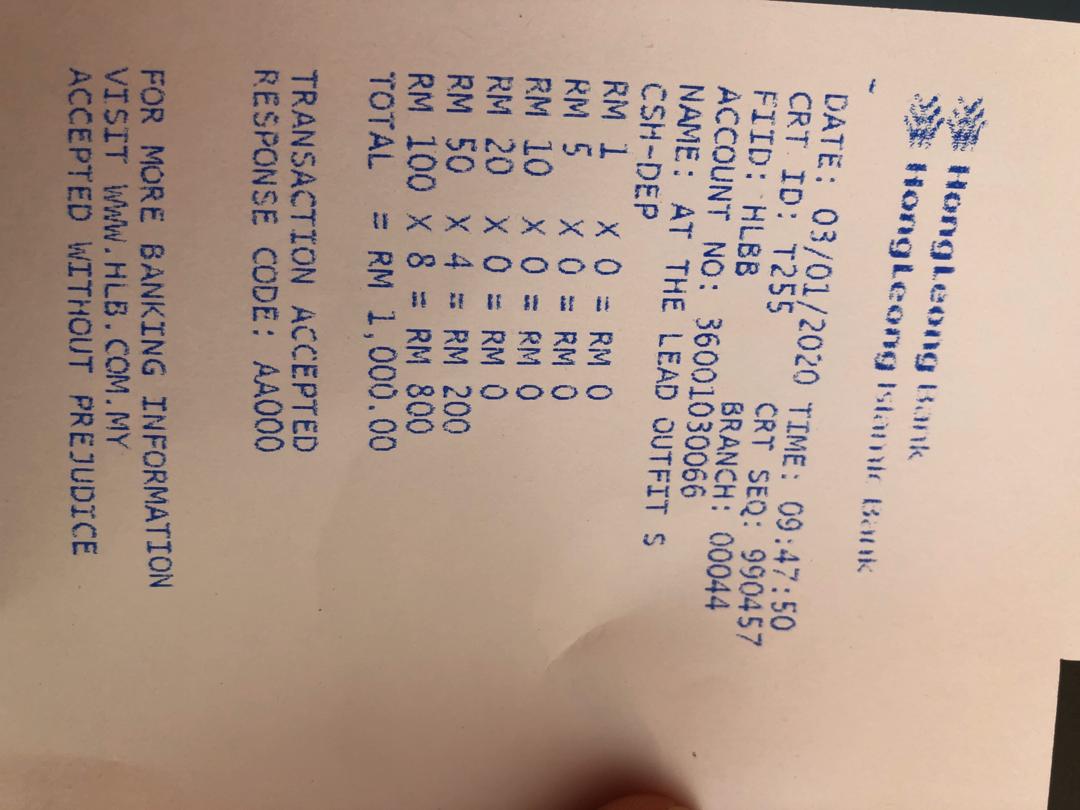 HongLeong Bank
HongLeong Islamic Bank
DATE: 03/01/2020 TIME: 09:47:50
CRT ID: T255 CRT SEQ: 990457
FIID: HLBB BRANCH: 00044
ACCOUNT NO: 36001030066
NAME: AT THE LEAD OUTFIT S
CSH-DEP
RM 1 X 0 = RM 0
RM 5 X 0 = RM 0
RM 10 X 0 = RM 0
RM 20 X 0 = RM 0
RM 50 X 4 = RM 200
RM 100 X 8 = RM 800
TOTAL = RM 1,000.00
TRANSACTION ACCEPTED
RESPONSE CODE: AA000
FOR MORE BANKING INFORMATION
VISIT WWW.HLB.COM.MY
ACCEPTED WITHOUT PREJUDICE